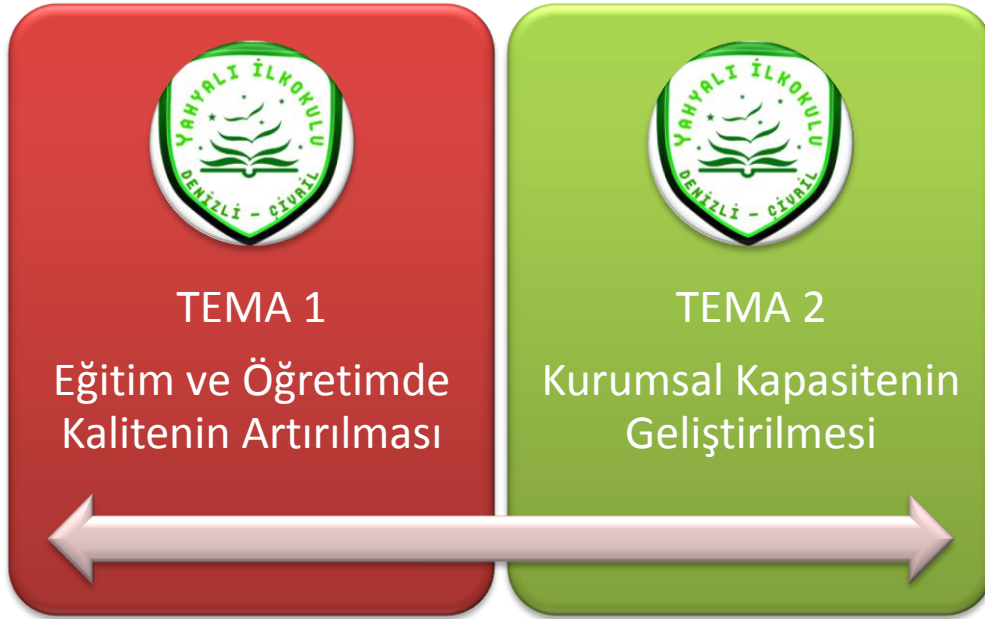 YAHYALI İLKOKULU
DENİZLİ - ÇİVRİL
TEMA 1
Eğitim ve Öğretimde
Kalitenin Artırılması
YAHYALI İLKOKULU
DENİZLİ - ÇİVRİL
TEMA 2
Kurumsal Kapasitenin
Geliştirilmesi